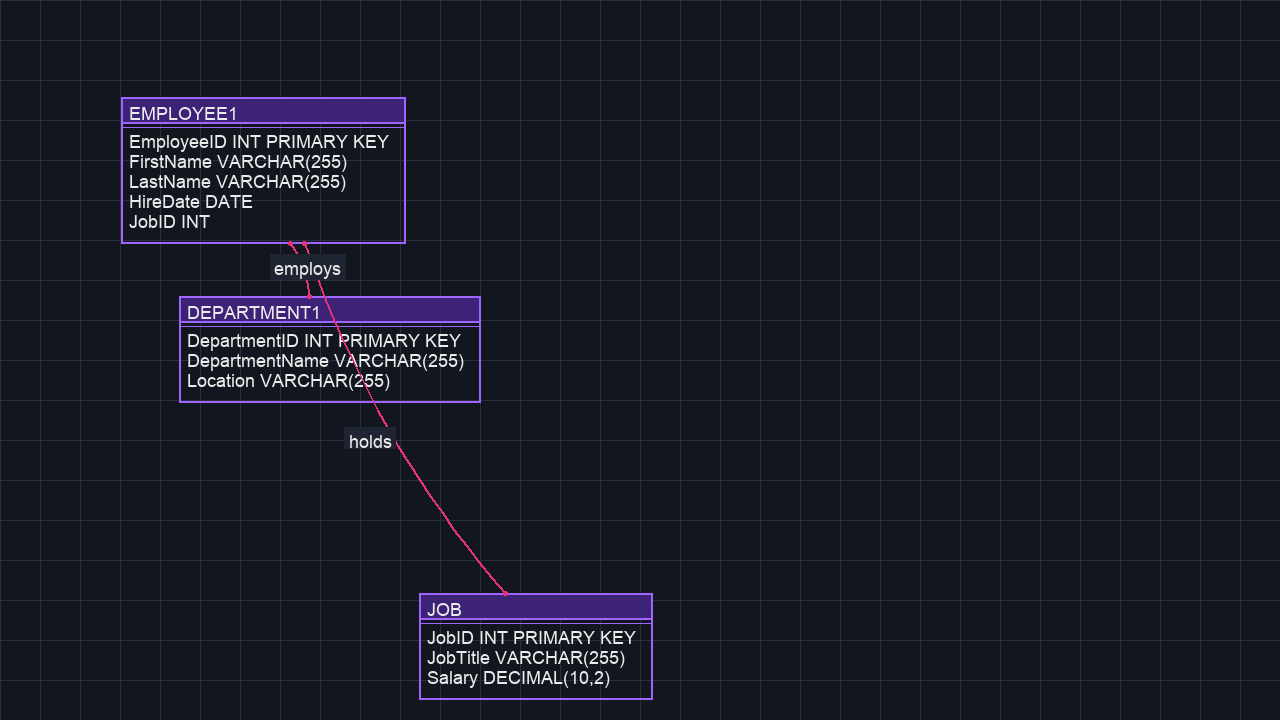 EMPLOYEE1
EmployeeID INT PRIMARY KEY
FirstName VARCHAR(255)
LastName VARCHAR(255)
HireDate DATE
JobID INT
employs
DEPARTMENT1
DepartmentID INT PRIMARY KEY
DepartmentName VARCHAR(255)
Location VARCHAR(255)
holds
JOB
JobID INT PRIMARY KEY
JobTitle VARCHAR(255)
Salary DECIMAL(10,2)